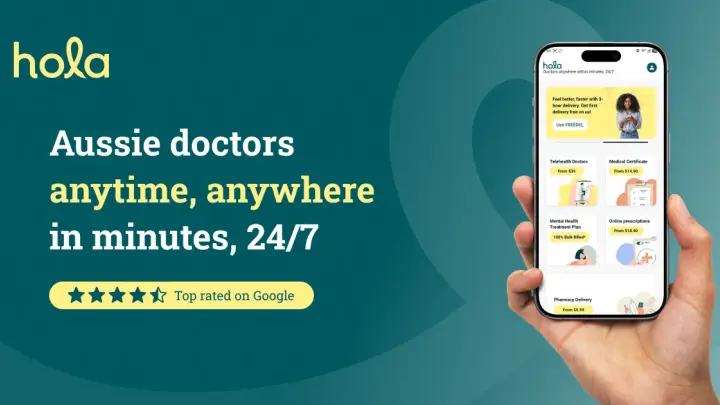 hola
Aussie doctors
anytime, anywhere
in minutes, 24/7
Top rated on Google
hola
Doctors anywhere within minutes, 24/7
Feel better, faster with 3-
hour delivery. Get first
delivery free on us!
Use FREEDEL
Telehealth Doctors
From $39
Medical Certificate
From $14.90
Mental Health
Treatment Plan
100% Bulk Billed*
Online prescriptions
From $18.90
Pharmacy Delivery
From $5.99